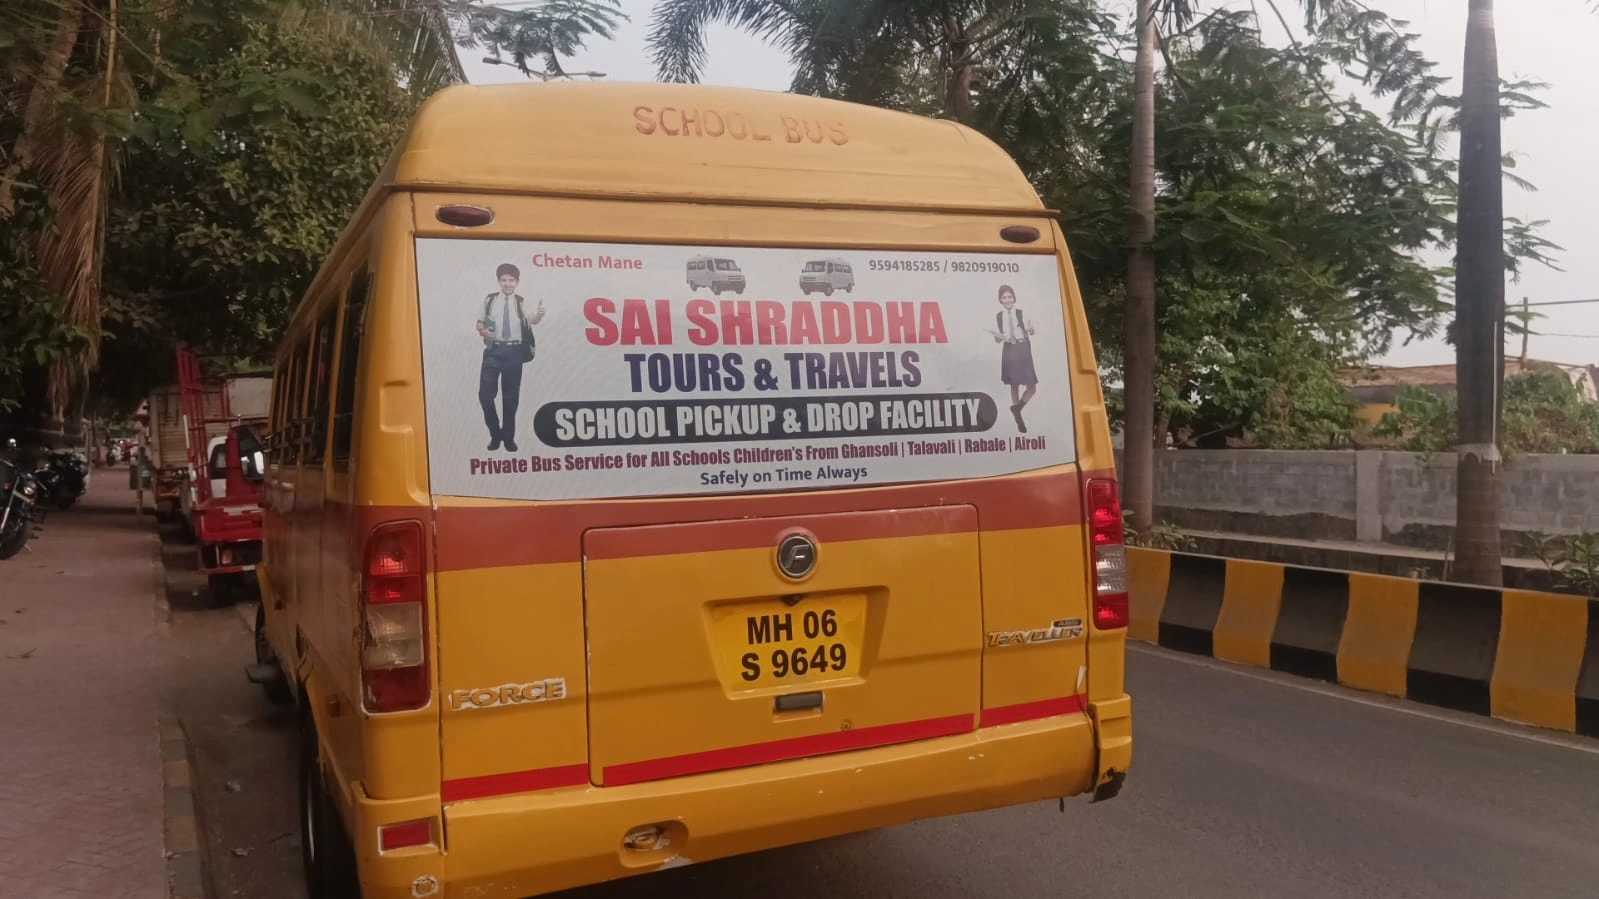 SCHOOL BUS
Chetan Mane
9594185285 / 9820919010
SAI SHRADDHA
TOURS & TRAVELS
SCHOOL PICKUP & DROP FACILITY
Private Bus Service for All Schools Children's From Ghansoli | Talavali | Rabale | Airoli
Safely on Time Always
MH 06
S 9649
ABS
TRAVELLER
FORCE